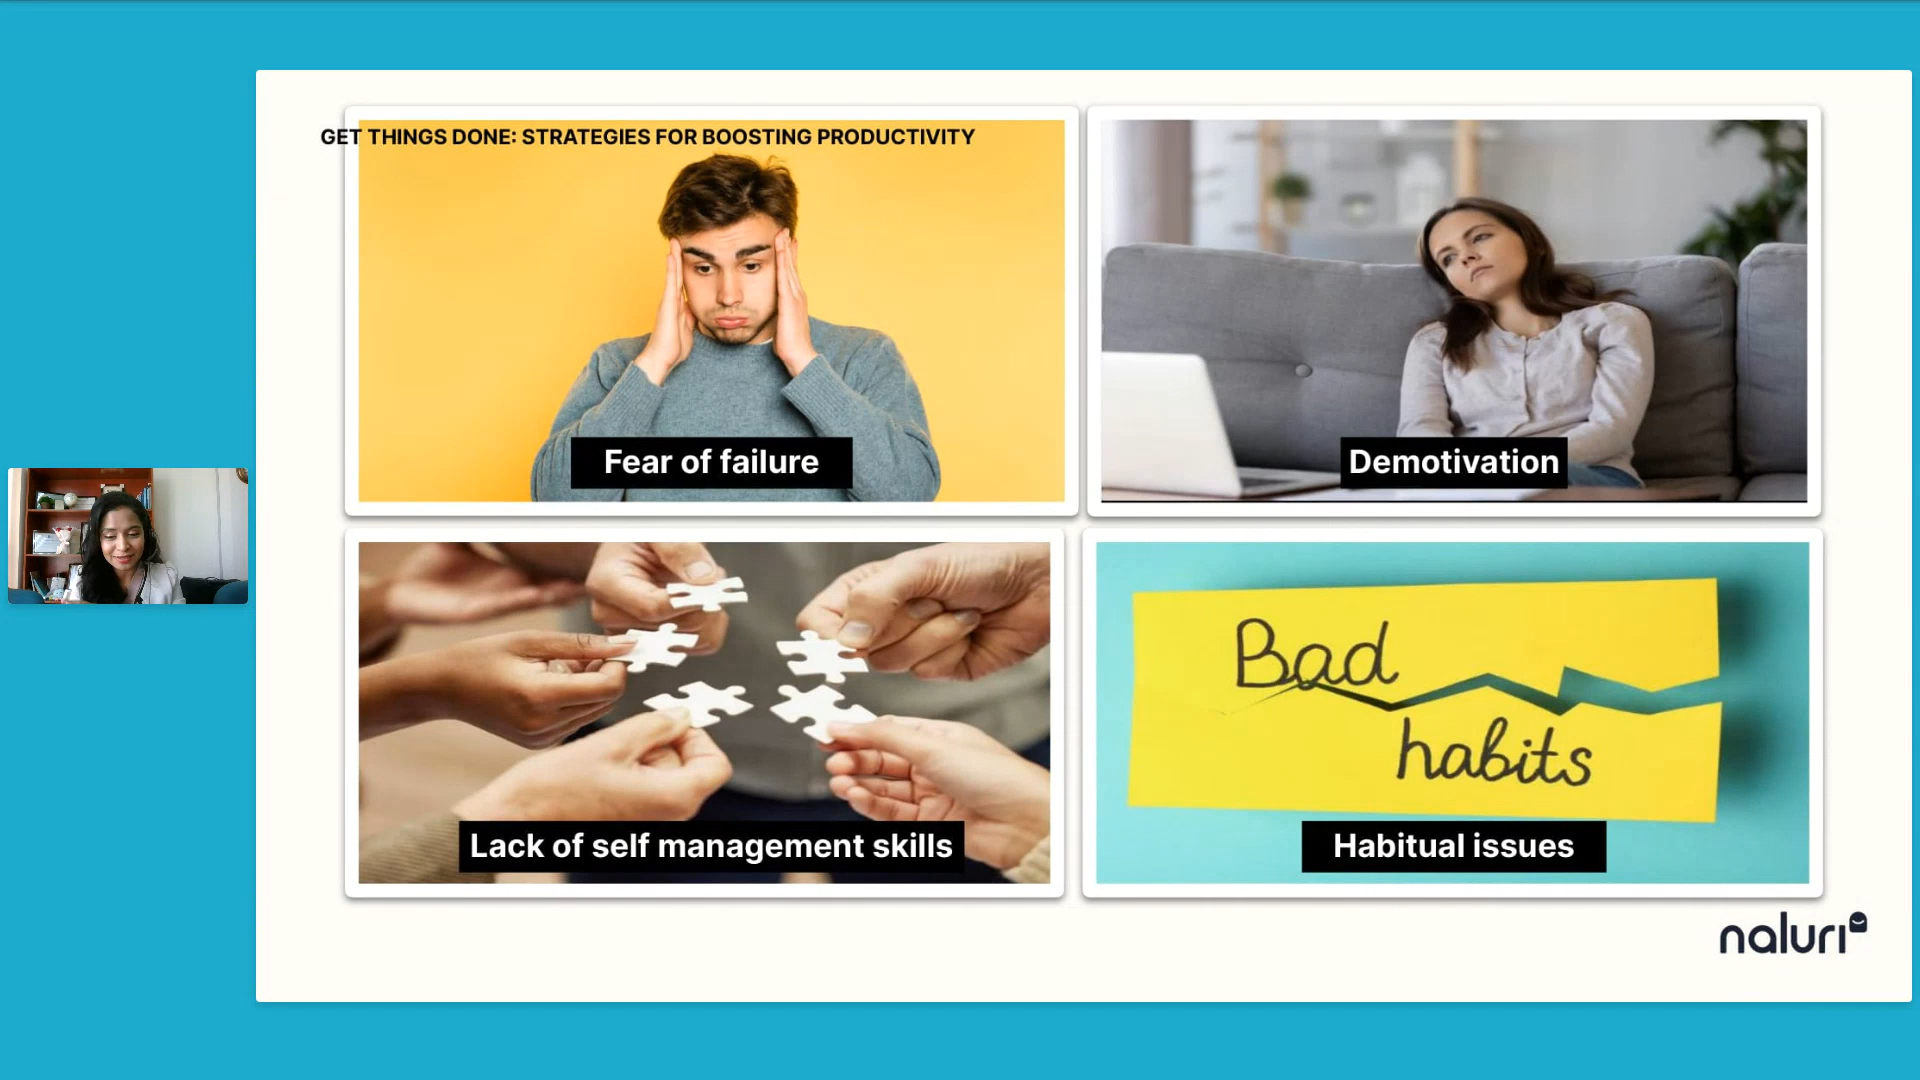 GET THINGS DONE: STRATEGIES FOR BOOSTING PRODUCTIVITY
Fear of failure
Demotivation
Bad
habits
Lack of self management skills
Habitual issues
naluri